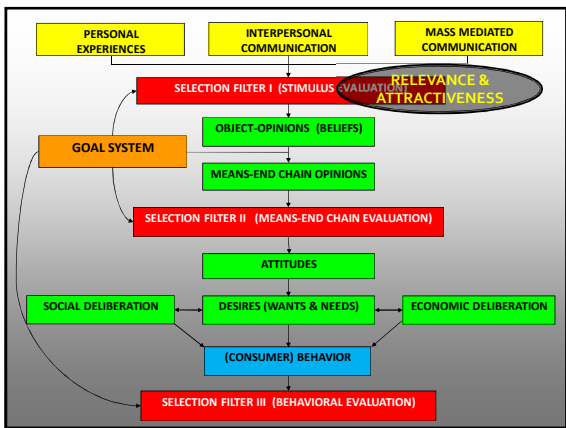 PERSONAL
EXPERIENCES
INTERPERSONAL
COMMUNICATION
MASS MEDIATED
COMMUNICATION
SELECTION FILTER I (STIMULUS EVALUATION)
RELEVANCE &
ATTRACTIVENESS
OBJECT-OPINIONS (BELIEFS)
GOAL SYSTEM
MEANS-END CHAIN OPINIONS
SELECTION FILTER II (MEANS-END CHAIN EVALUATION)
ATTITUDES
SOCIAL DELIBERATION
DESIRES (WANTS & NEEDS)
ECONOMIC DELIBERATION
(CONSUMER) BEHAVIOR
SELECTION FILTER III (BEHAVIORAL EVALUATION)